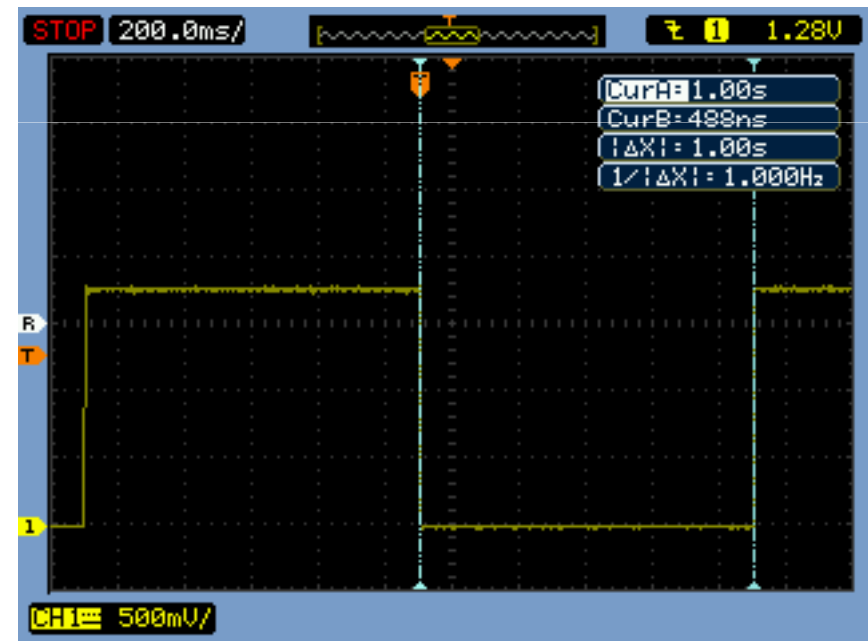 STOP 200.0ms/ T 1 1.28V
T
CurA=1.00s
CurB=488ns
|ΔX|=1.00s
1/|ΔX|=1.000Hz
R
T
1
CH1 500mV/